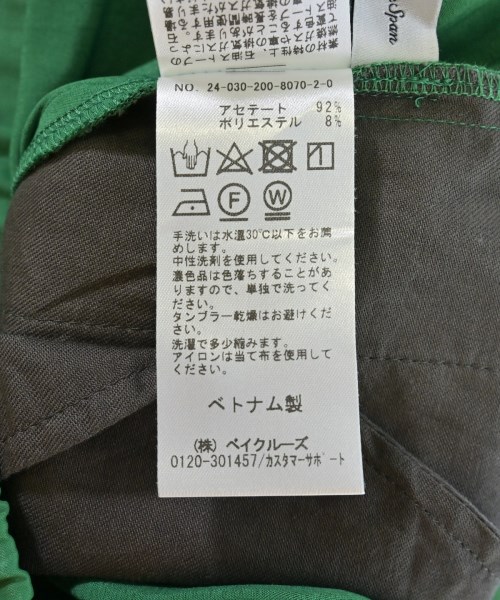 Span
NO. 24-030-200-8070-2-0
アセテート 92%
ポリエステル 8%
F
W
手洗いは水温30℃以下をお薦
めします。
中性洗剤を使用してください。
濃色品は色落ちすることがあ
りますので、単独で洗ってく
ださい。
タンブラー乾燥はお避けくだ
さい。
洗濯で多少縮みます。
アイロンは当て布を使用して
ください。
ベトナム製
(株) ベイクルーズ
0120-301457/カスタマーサポート